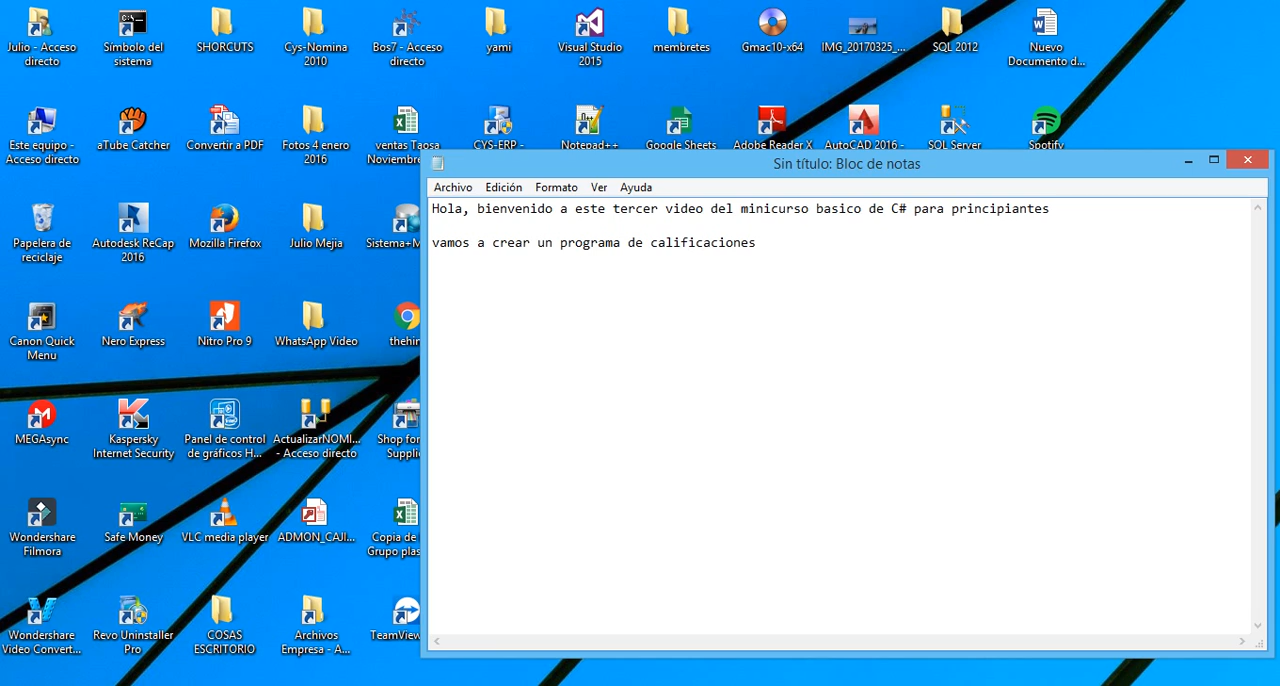 Julio - Acceso
directo
Símbolo del
sistema
SHORCUTS
Cys-Nomina
2010
Bos7 - Acceso
directo
yami
Visual Studio
2015
membretes
Gmac10-x64
IMG_20170325_...
SQL 2012
Nuevo
Documento d...
Este equipo -
Acceso directo
aTube Catcher
Convertir a PDF
Fotos 4 enero
2016
ventas Taosa
Noviembre
CYS-ERP -
Notepad++
Google Sheets
Adobe Reader X
AutoCAD 2016 -
SQL Server
Spotify
Sin título: Bloc de notas
Archivo Edición Formato Ver Ayuda
Hola, bienvenido a este tercer video del minicurso basico de C# para principiantes
vamos a crear un programa de calificaciones
Papelera de
reciclaje
Autodesk ReCap
2016
Mozilla Firefox
Julio Mejia
Sistema+M
Canon Quick
Menu
Nero Express
Nitro Pro 9
WhatsApp Video
thehin
MEGAsync
Kaspersky
Internet Security
Panel de control
de gráficos H...
ActualizarNOMI...
- Acceso directo
Shop for
Supplie
Wondershare
Filmora
Safe Money
VLC media player
ADMON_CAJI...
Copia de
Grupo plas
Wondershare
Video Convert...
Revo Uninstaller
Pro
COSAS
ESCRITORIO
Archivos
Empresa - A...
TeamView